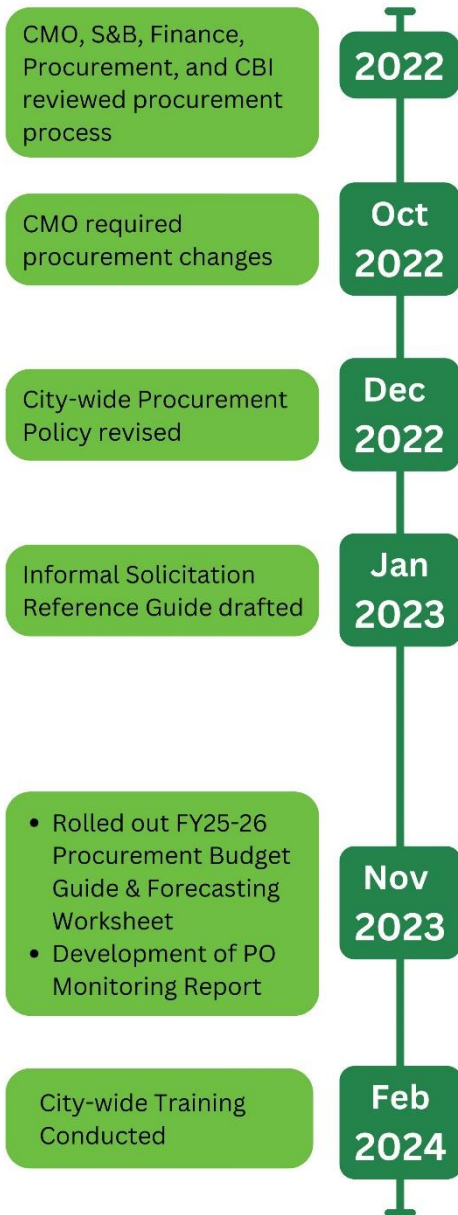 CMO, S&B, Finance,
Procurement, and CBI
reviewed procurement
process
2022
CMO required
procurement changes
Oct
2022
City-wide Procurement
Policy revised
Dec
2022
Informal Solicitation
Reference Guide drafted
Jan
2023
• Rolled out FY25-26
Procurement Budget
Guide & Forecasting
Worksheet
• Development of PO
Monitoring Report
Nov
2023
City-wide Training
Conducted
Feb
2024